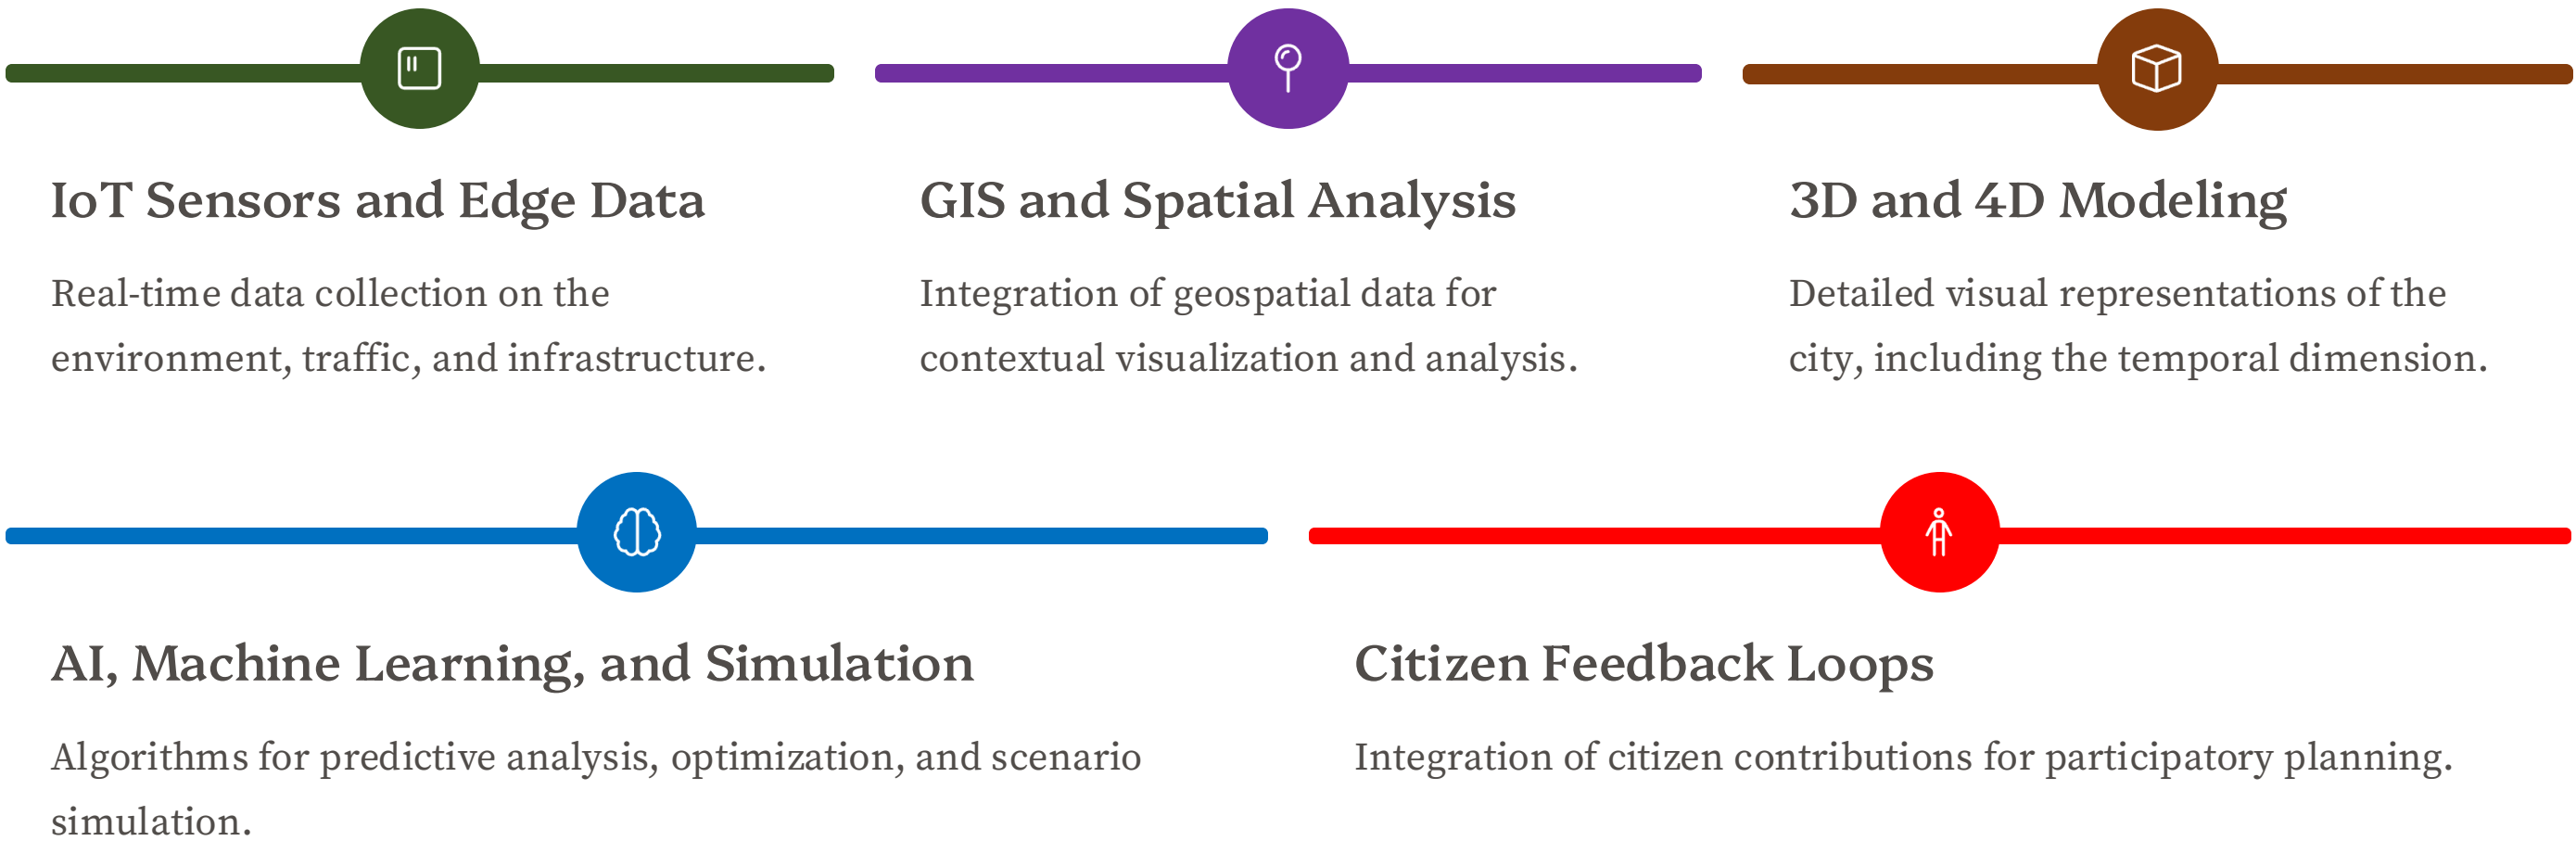 IoT Sensors and Edge Data
Real-time data collection on the
environment, traffic, and infrastructure.
GIS and Spatial Analysis
Integration of geospatial data for
contextual visualization and analysis.
3D and 4D Modeling
Detailed visual representations of the
city, including the temporal dimension.
AI, Machine Learning, and Simulation
Algorithms for predictive analysis, optimization, and scenario
simulation.
Citizen Feedback Loops
Integration of citizen contributions for participatory planning.